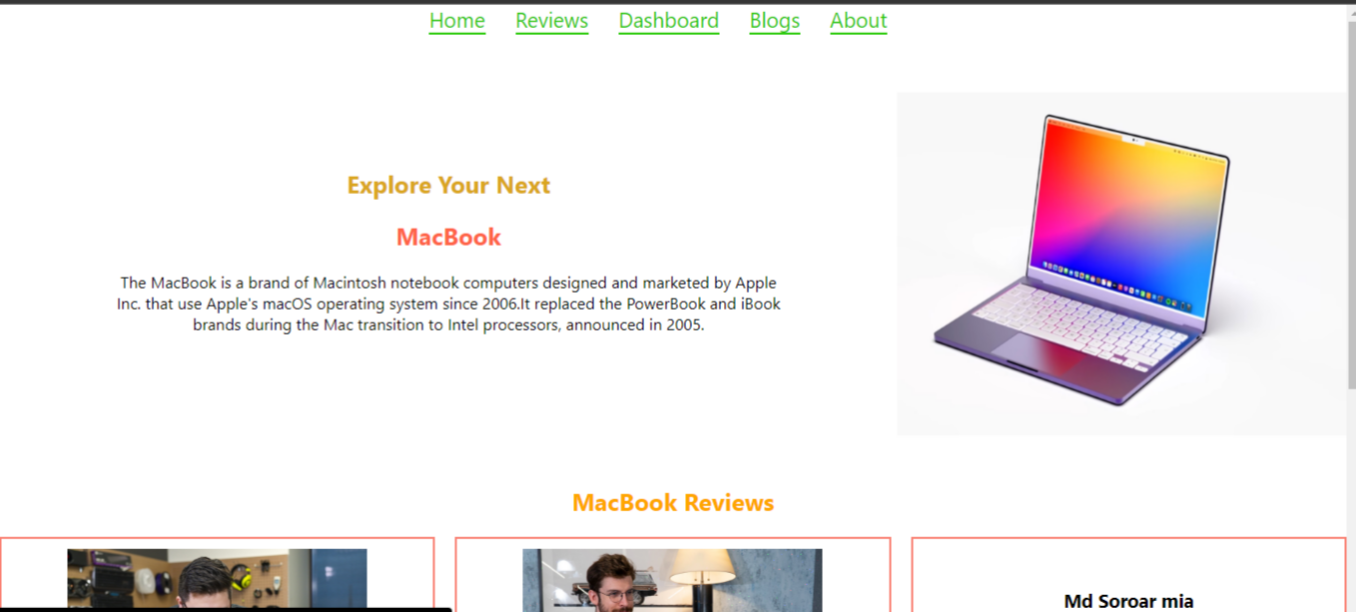 Home Reviews Dashboard Blogs About
Explore Your Next
MacBook
The MacBook is a brand of Macintosh notebook computers designed and marketed by Apple
Inc. that use Apple's macOS operating system since 2006.It replaced the PowerBook and iBook
brands during the Mac transition to Intel processors, announced in 2005.
MacBook Reviews
Md Soroar mia